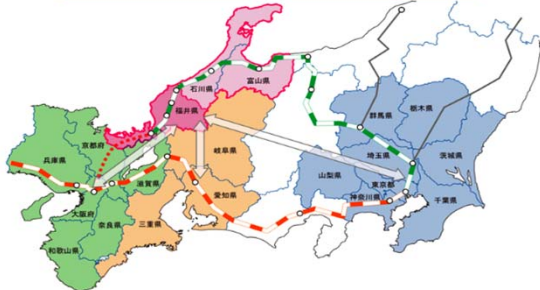 富山県
石川県
福井県
岐阜県
愛知県
三重県
滋賀県
京都府
兵庫県
大阪府
奈良県
和歌山県
群馬県
栃木県
茨城県
埼玉県
東京都
山梨県
神奈川県
千葉県